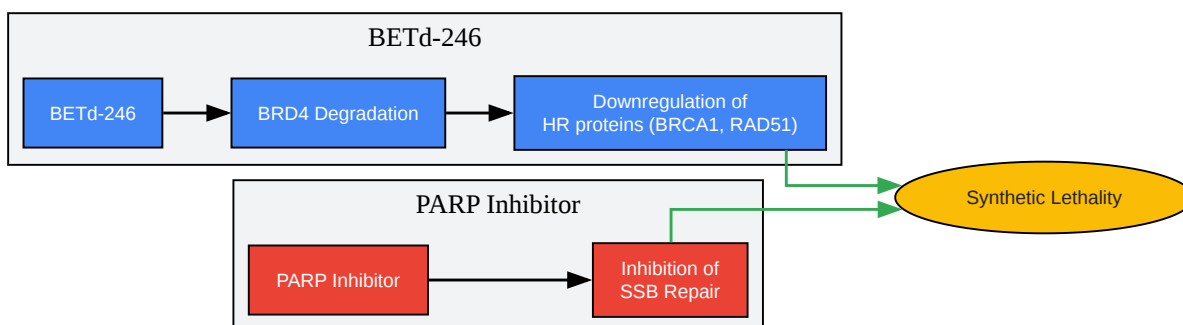 BETd-246
BETd-246
BRD4 Degradation
Downregulation of
HR proteins (BRCA1, RAD51)
Synthetic Lethality
PARP Inhibitor
PARP Inhibitor
Inhibition of
SSB Repair